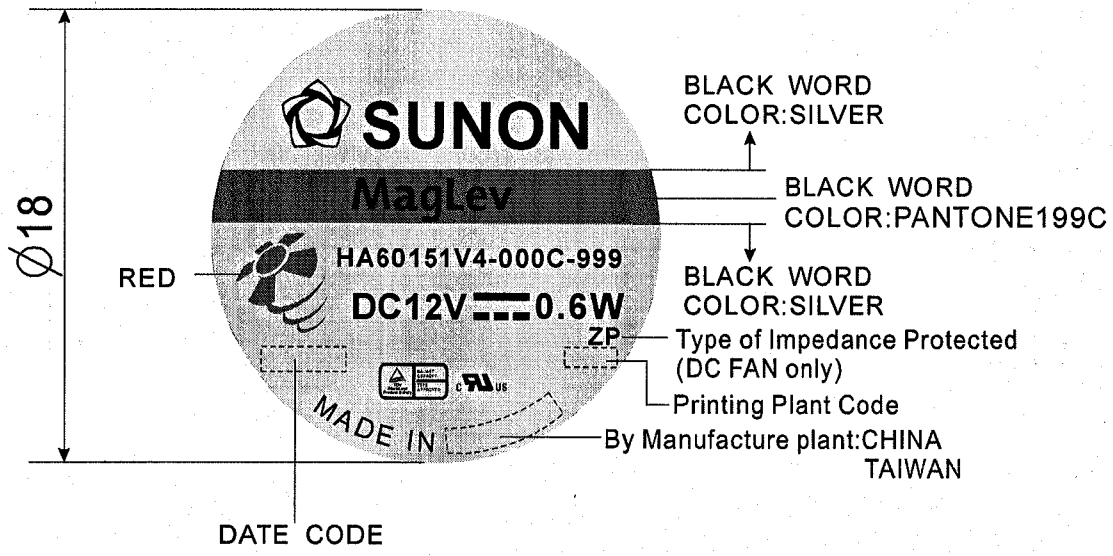 SUNON
MagLev
HA60151V4-000C-999
DC12V 0.6W
ZP
C US
MADE IN
Ø18
RED
DATE CODE
BLACK WORD
COLOR:SILVER
BLACK WORD
COLOR:PANTONE199C
BLACK WORD
COLOR:SILVER
Type of Impedance Protected
(DC FAN only)
Printing Plant Code
By Manufacture plant:CHINA
TAIWAN